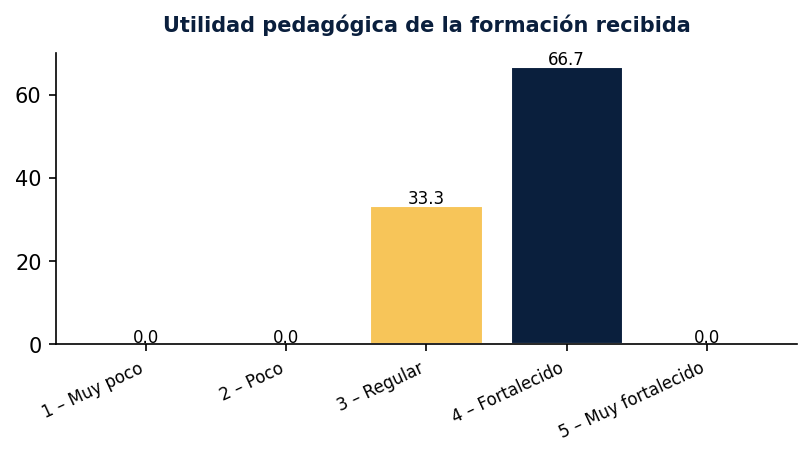 Utilidad pedagógica de la formación recibida
60
40
20
0
0.0
0.0
33.3
66.7
0.0
1 – Muy poco
2 – Poco
3 – Regular
4 – Fortalecido
5 – Muy fortalecido